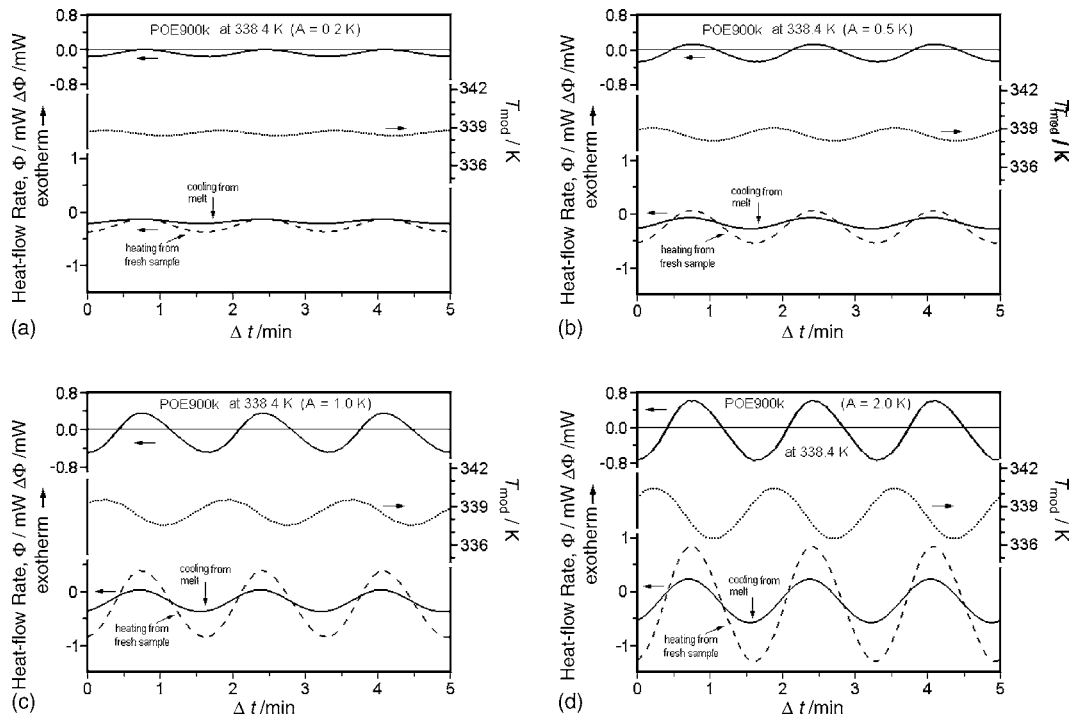 POE900k at 338.4 K (A = 0.2 K)
0.8
0.0
-0.8
342
339
336
1
0
-1
cooling from
melt
heating from
fresh sample
0 1 2 3 4 5
Δ t /min
Heat-flow Rate, Φ / mW ΔΦ /mW
exotherm
T mod / K
(a)
POE900k at 338.4 K (A = 0.5 K)
0.8
0.0
-0.8
342
339
336
1
0
-1
cooling from
melt
heating from
fresh sample
0 1 2 3 4 5
Δ t /min
Heat-flow Rate, Φ / mW ΔΦ /mW
exotherm
T mod / K
(b)
POE900k at 338.4 K (A = 1.0 K)
0.8
0.0
-0.8
342
339
336
1
0
-1
cooling from
melt
heating from
fresh sample
0 1 2 3 4 5
Δ t /min
Heat-flow Rate, Φ / mW ΔΦ /mW
exotherm
T mod / K
(c)
POE900k (A = 2.0 K)
at 338.4 K
0.8
0.0
-0.8
342
339
336
1
0
-1
cooling from
melt
heating from
fresh sample
0 1 2 3 4 5
Δ t /min
Heat-flow Rate, Φ / mW ΔΦ /mW
exotherm
T mod / K
(d)